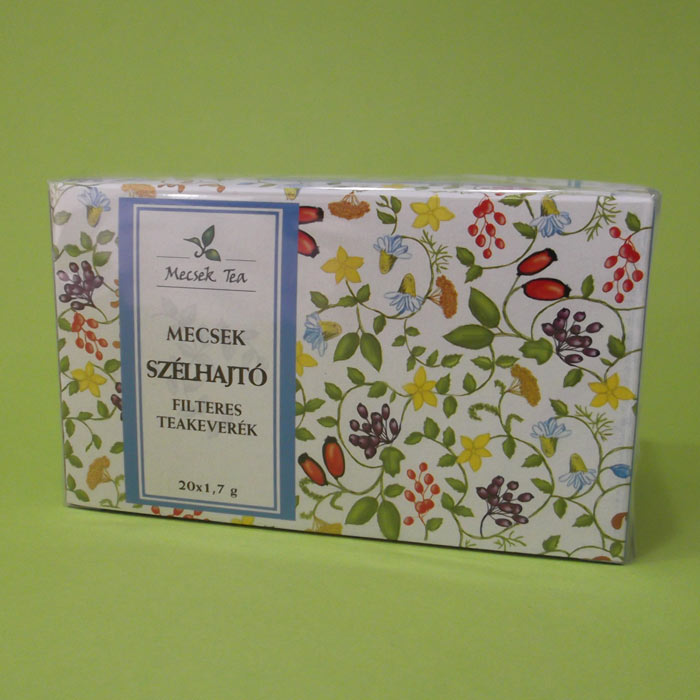 Mecsek Tea
MECSEK
SZÉLHAJTÓ
FILTERES
TEAKEVERÉK
20x1,7 g